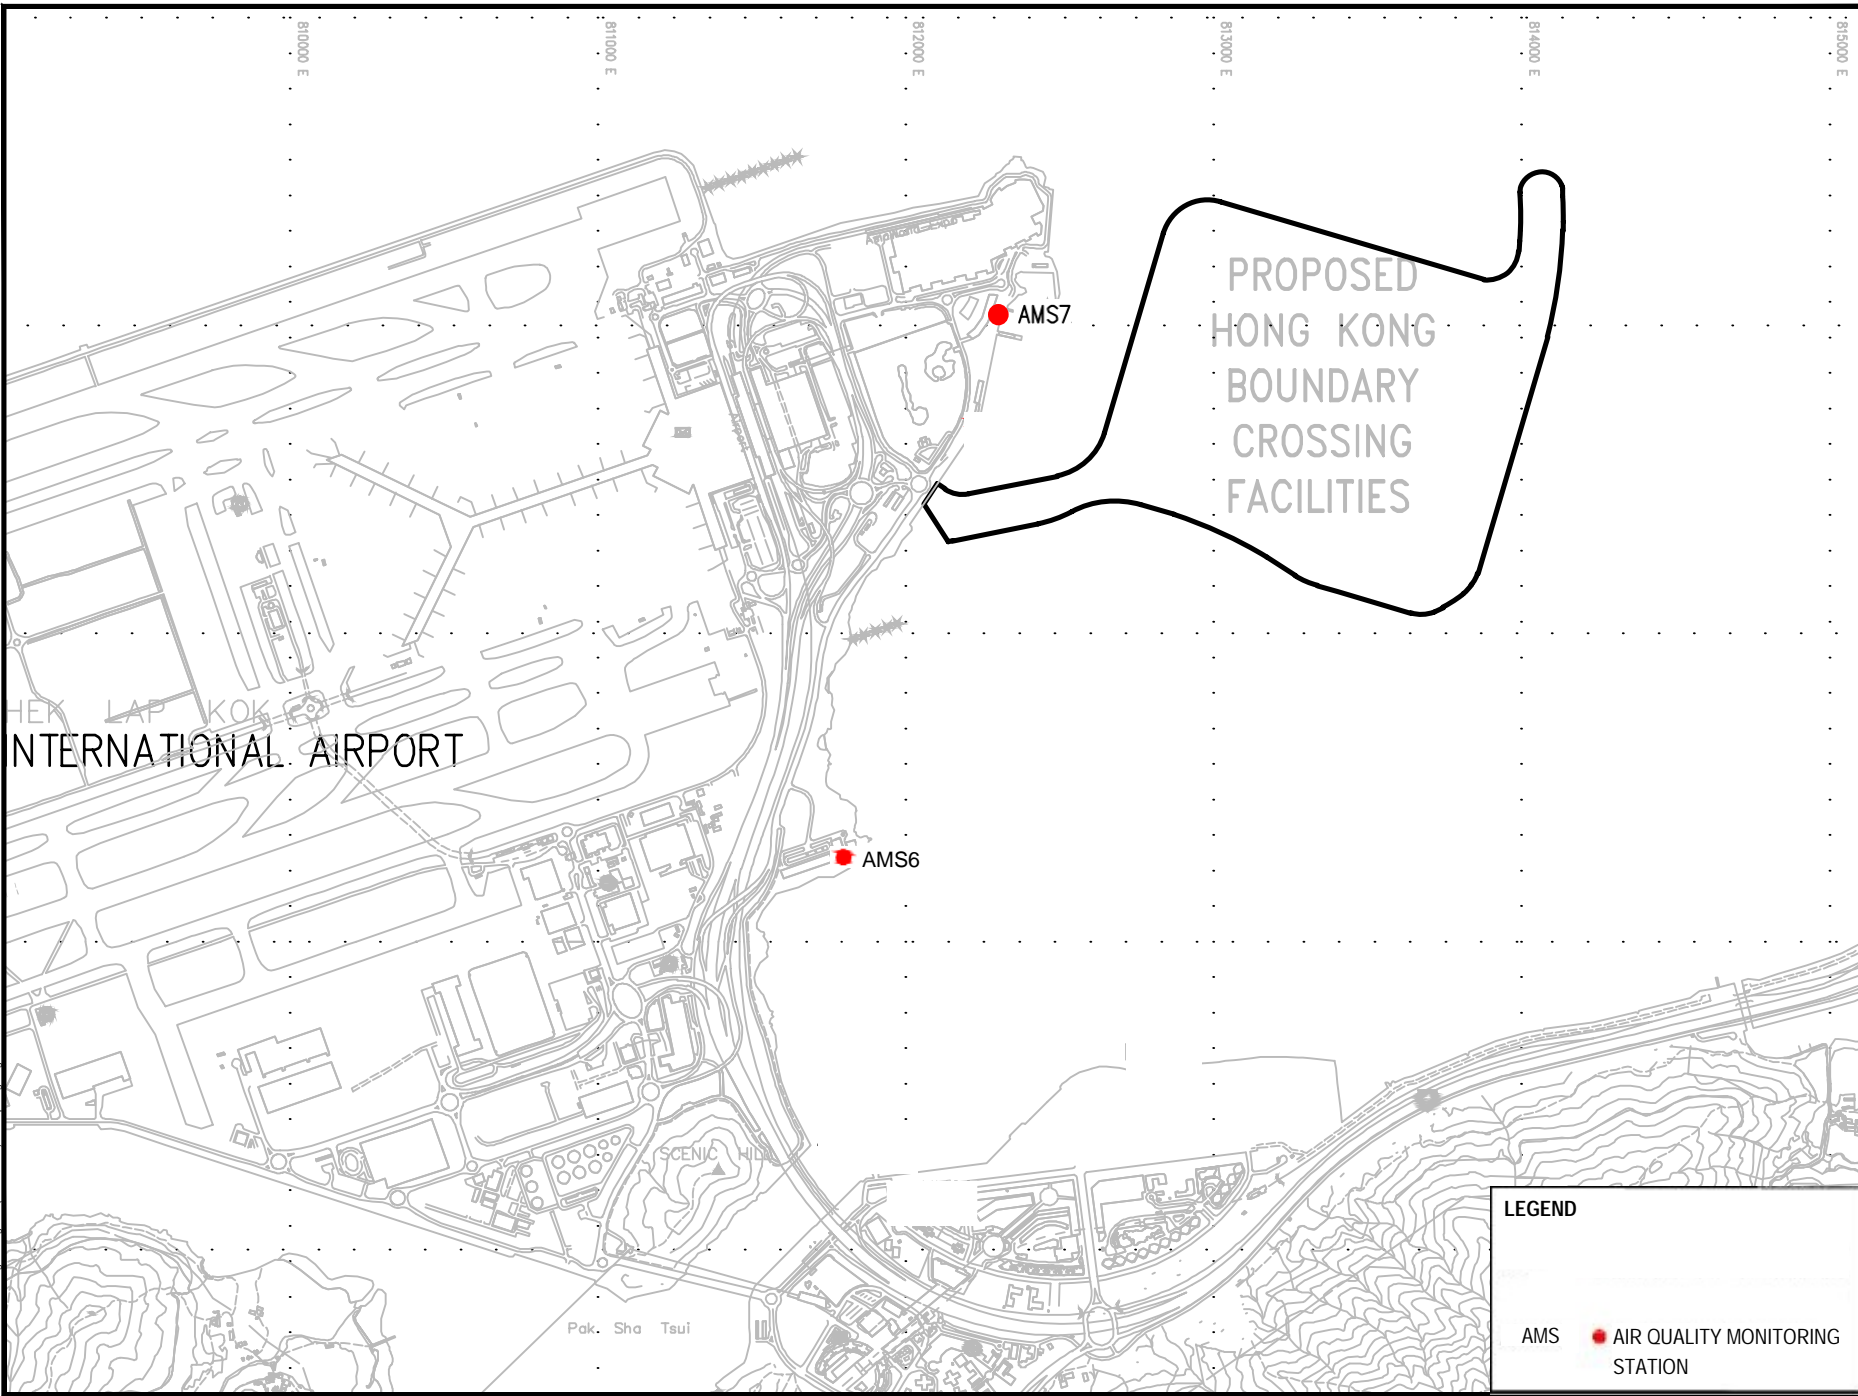 810000 E
811000 E
812000 E
813000 E
814000 E
815000 E
PROPOSED
HONG KONG
BOUNDARY
CROSSING
FACILITIES
AMS7
Airport
HEK LAP KOK
INTERNATIONAL AIRPORT
AMS6
SCENIC HILL
Pak Sha Tsui
LEGEND
AMS AIR QUALITY MONITORING
STATION